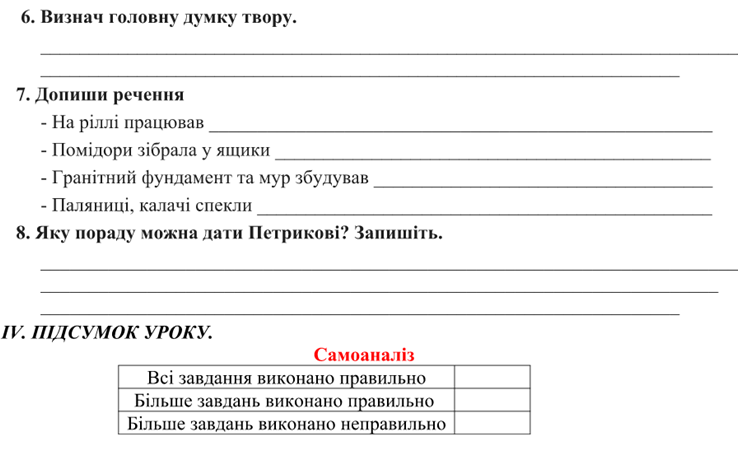 6. Визнач головну думку твору.
7. Допиши речення
- На ріллі працював
- Помідори зібрала у ящики
- Гранітний фундамент та мур збудував
- Паляниці, калачі спекли
8. Яку пораду можна дати Петрикові? Запишіть.
IV. ПІДСУМОК УРОКУ.
Самоаналіз
Всі завдання виконано правильно
Більше завдань виконано правильно
Більше завдань виконано неправильно